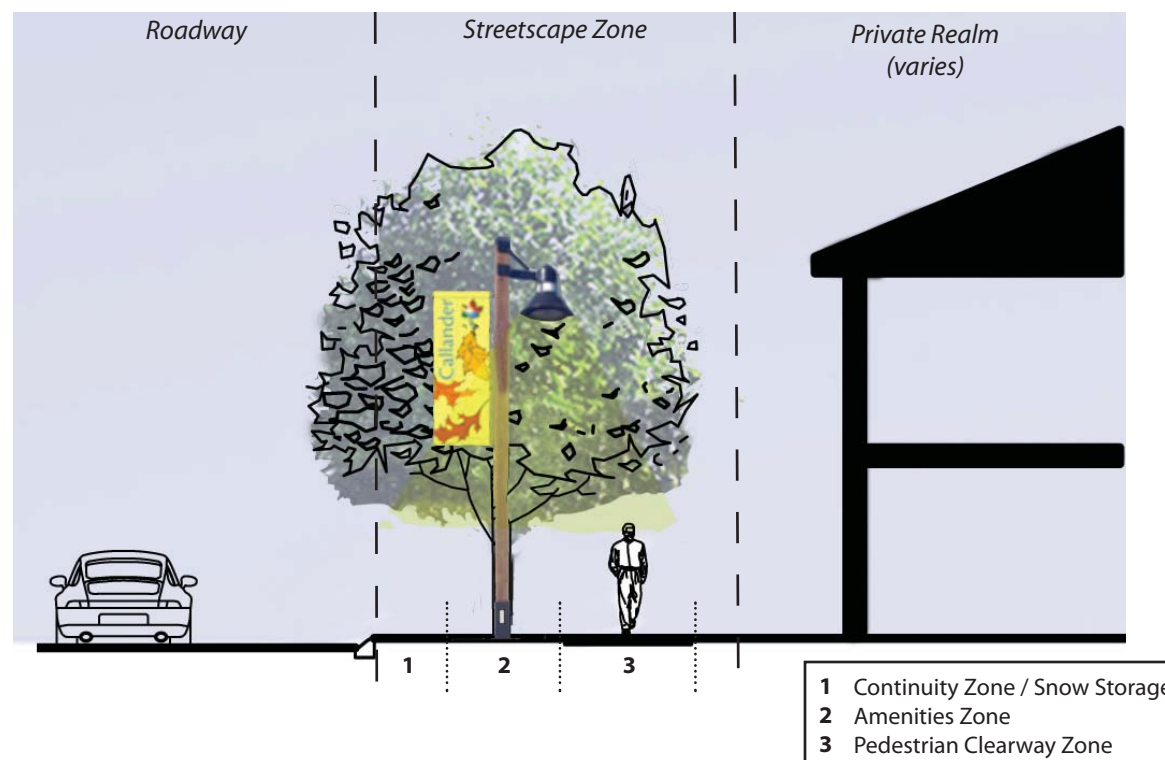 Roadway
Streetscape Zone
Private Realm
(varies)
Callander
1
2
3
1 Continuity Zone / Snow Storage
2 Amenities Zone
3 Pedestrian Clearway Zone